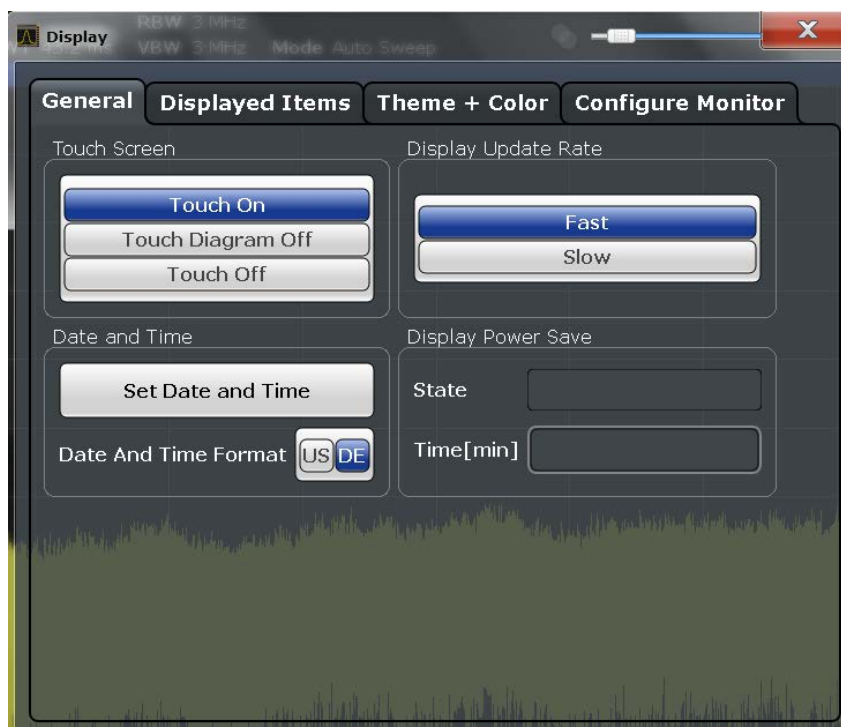 RBW 3 MHz
Display
VBW 3 MHz Mode Auto Sweep
General Displayed Items Theme + Color Configure Monitor
Touch Screen
Touch On
Touch Diagram Off
Touch Off
Display Update Rate
Fast
Slow
Date and Time
Set Date and Time
Date And Time Format US DE
Display Power Save
State
Time[min]